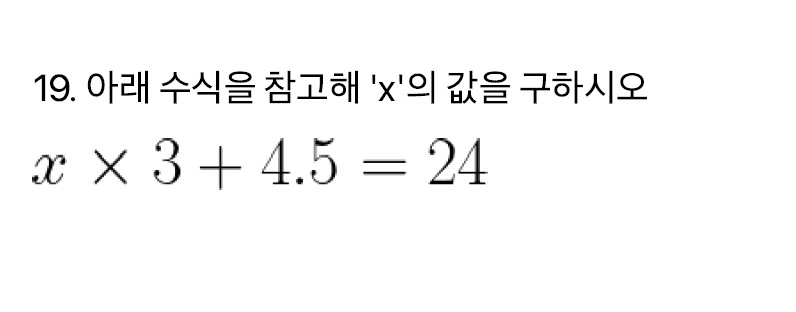 19. 아래 수식을 참고해 'x'의 값을 구하시오
x × 3 + 4.5 = 24